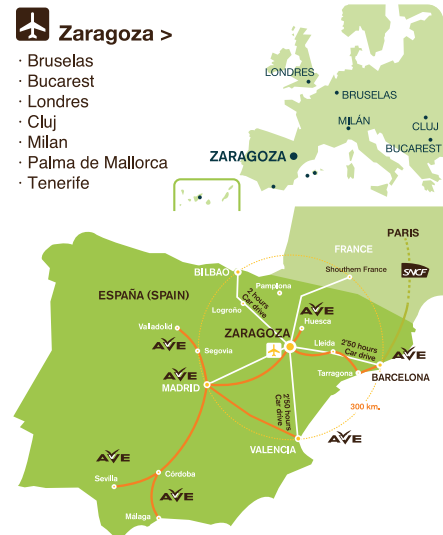 Zaragoza >
· Bruselas
· Bucarest
· Londres
· Cluj
· Milan
· Palma de Mallorca
· Tenerife
LONDRES
BRUSELAS
MILÁN
CLUJ
BUCAREST
ZARAGOZA
PARIS
FRANCE
SNCF
BILBAO
Shouthern France
Pamplona
ESPAÑA (SPAIN)
2 hours
Car drive
Logroño
AVE
Huesca
Valladolid
ZARAGOZA
AVE
Segovia
Lleida
2'50 hours
Car drive
AVE
AVE
MADRID
Tarragona
BARCELONA
2'50 hours
Car drive
300 km.
VALENCIA
AVE
AVE
Córdoba
Sevilla
AVE
Málaga